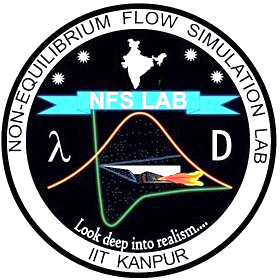 NON-EQUILIBRIUM FLOW SIMULATION LAB
NFS LAB
λ D
Look deep into realism....
IIT KANPUR